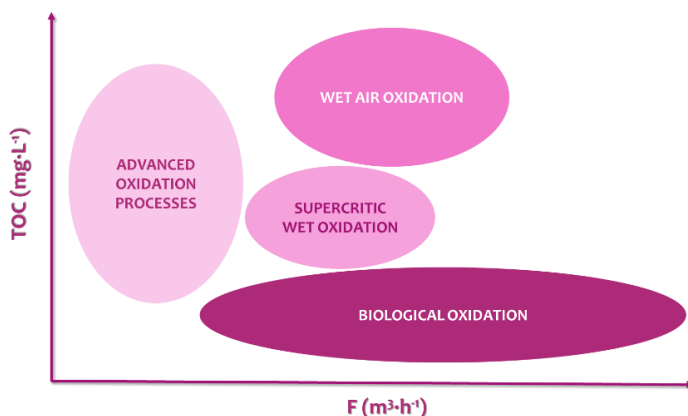 TOC (mg·L⁻¹)
WET AIR OXIDATION
ADVANCED
OXIDATION
PROCESSES
SUPERCRITIC
WET OXIDATION
BIOLOGICAL OXIDATION
F (m³·h⁻¹)